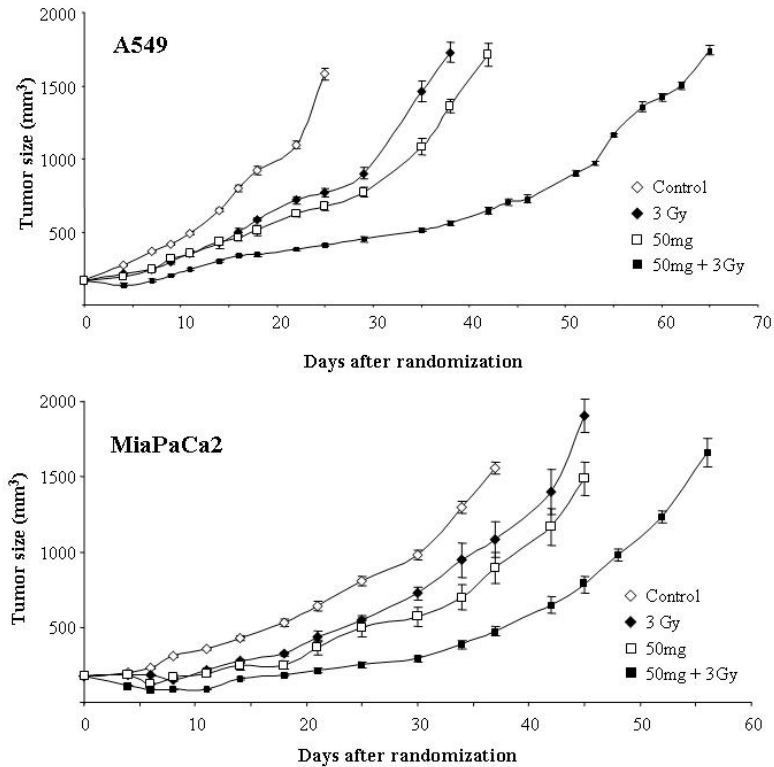 2000
A549
1500
Tumor size (mm³)
1000
500
Control
3 Gy
50mg
50mg + 3Gy
0 10 20 30 40 50 60 70
Days after randomization
2000
MiaPaCa2
1500
Tumor size (mm³)
1000
500
Control
3 Gy
50mg
50mg + 3Gy
0 10 20 30 40 50 60
Days after randomization